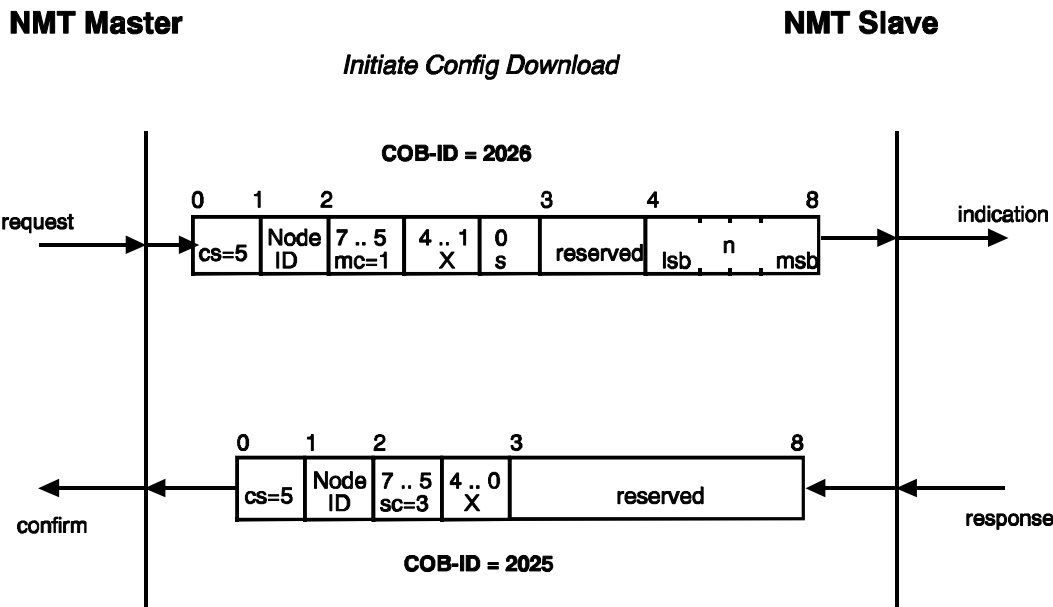 NMT Master NMT Slave
Initiate Config Download
COB-ID = 2026
0 1 2 3 4 8
request indication
cs=5 Node ID 7 .. 5 mc=1 4 .. 1 X 0 s reserved lsb n msb
0 1 2 3 8
cs=5 Node ID 7 .. 5 sc=3 4 .. 0 X reserved
confirm response
COB-ID = 2025